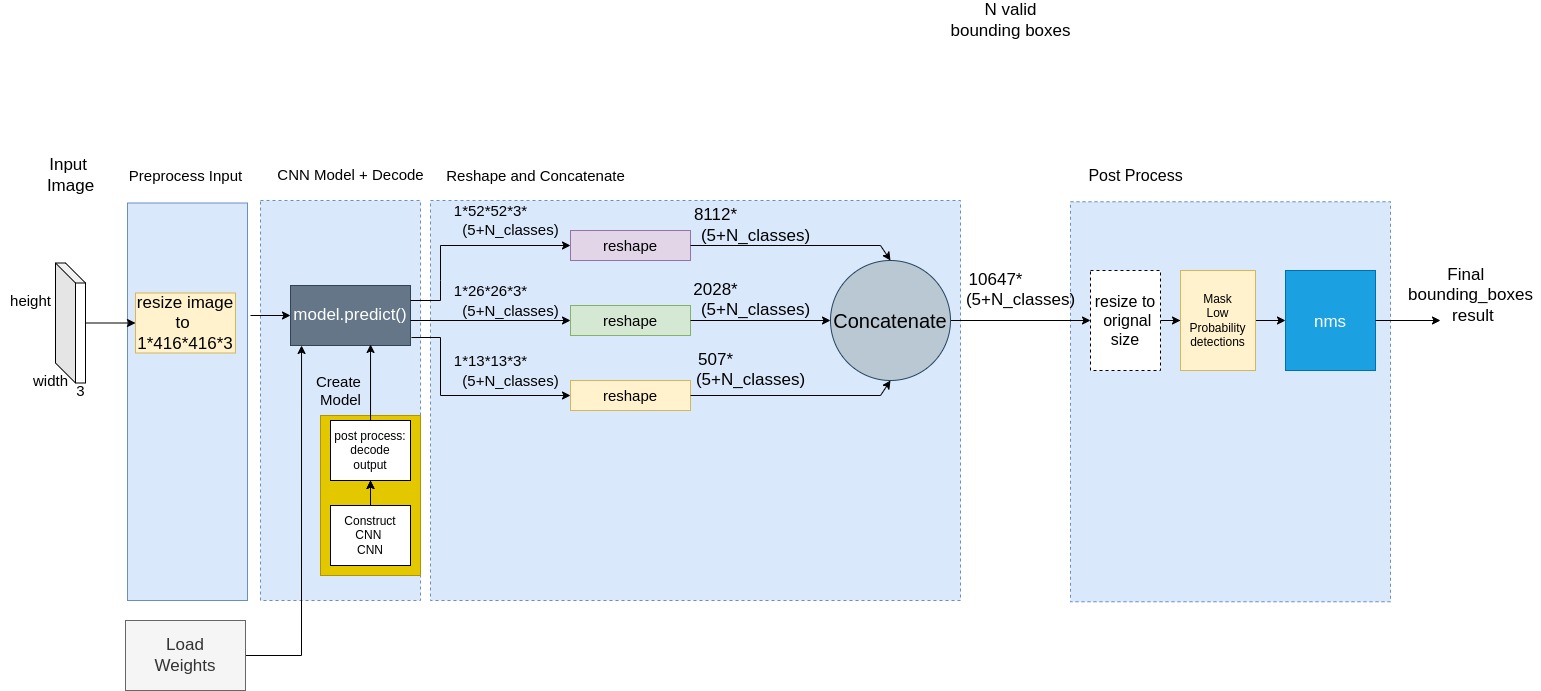 N valid
bounding boxes
Input
Image
Preprocess Input
CNN Model + Decode
Reshape and Concatenate
Post Process
height
width
3
resize image
to
1*416*416*3
model.predict()
Create
Model
post process:
decode
output
Construct
CNN
CNN
Load
Weights
1*52*52*3*
(5+N_classes)
reshape
8112*
(5+N_classes)
1*26*26*3*
(5+N_classes)
reshape
2028*
(5+N_classes)
1*13*13*3*
(5+N_classes)
reshape
507*
(5+N_classes)
Concatenate
10647*
(5+N_classes)
resize to
orignal
size
Mask
Low
Probability
detections
nms
Final
bounding_boxes
result